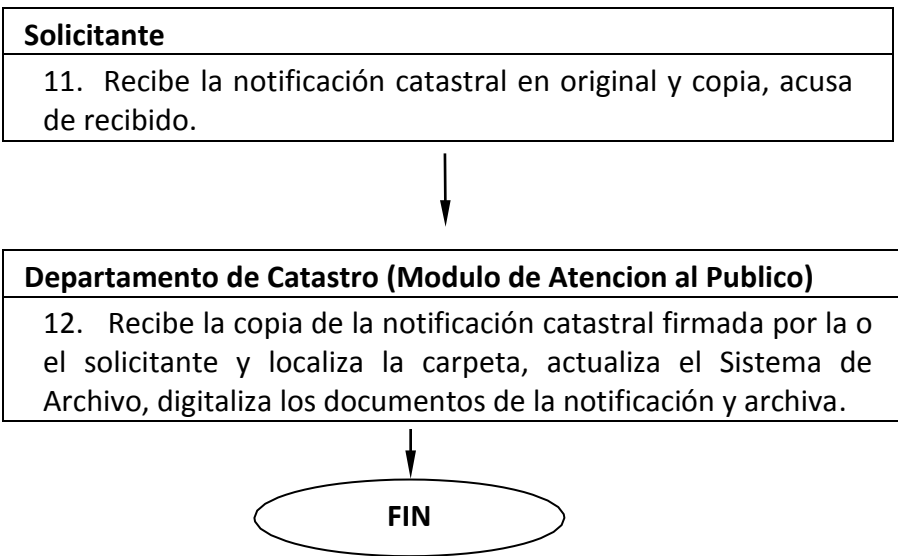 Solicitante
11. Recibe la notificación catastral en original y copia, acusa
de recibido.
Departamento de Catastro (Modulo de Atencion al Publico)
12. Recibe la copia de la notificación catastral firmada por la o
el solicitante y localiza la carpeta, actualiza el Sistema de
Archivo, digitaliza los documentos de la notificación y archiva.
FIN